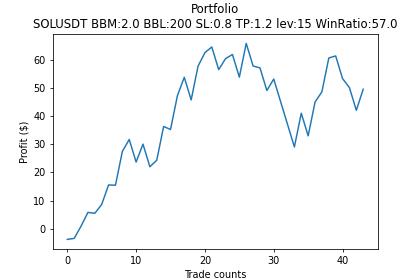 Portfolio
SOLUSDT BBM:2.0 BBL:200 SL:0.8 TP:1.2 lev:15 WinRatio:57.0
Profit ($)
60
50
40
30
20
10
0
0 10 20 30 40
Trade counts